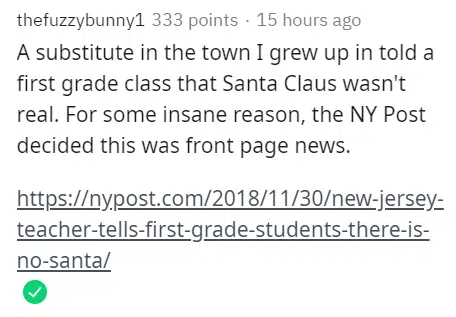 thefuzzybunny1 333 points · 15 hours ago
A substitute in the town I grew up in told a
first grade class that Santa Claus wasn't
real. For some insane reason, the NY Post
decided this was front page news.
https://nypost.com/2018/11/30/new-jersey-
teacher-tells-first-grade-students-there-is-
no-santa/